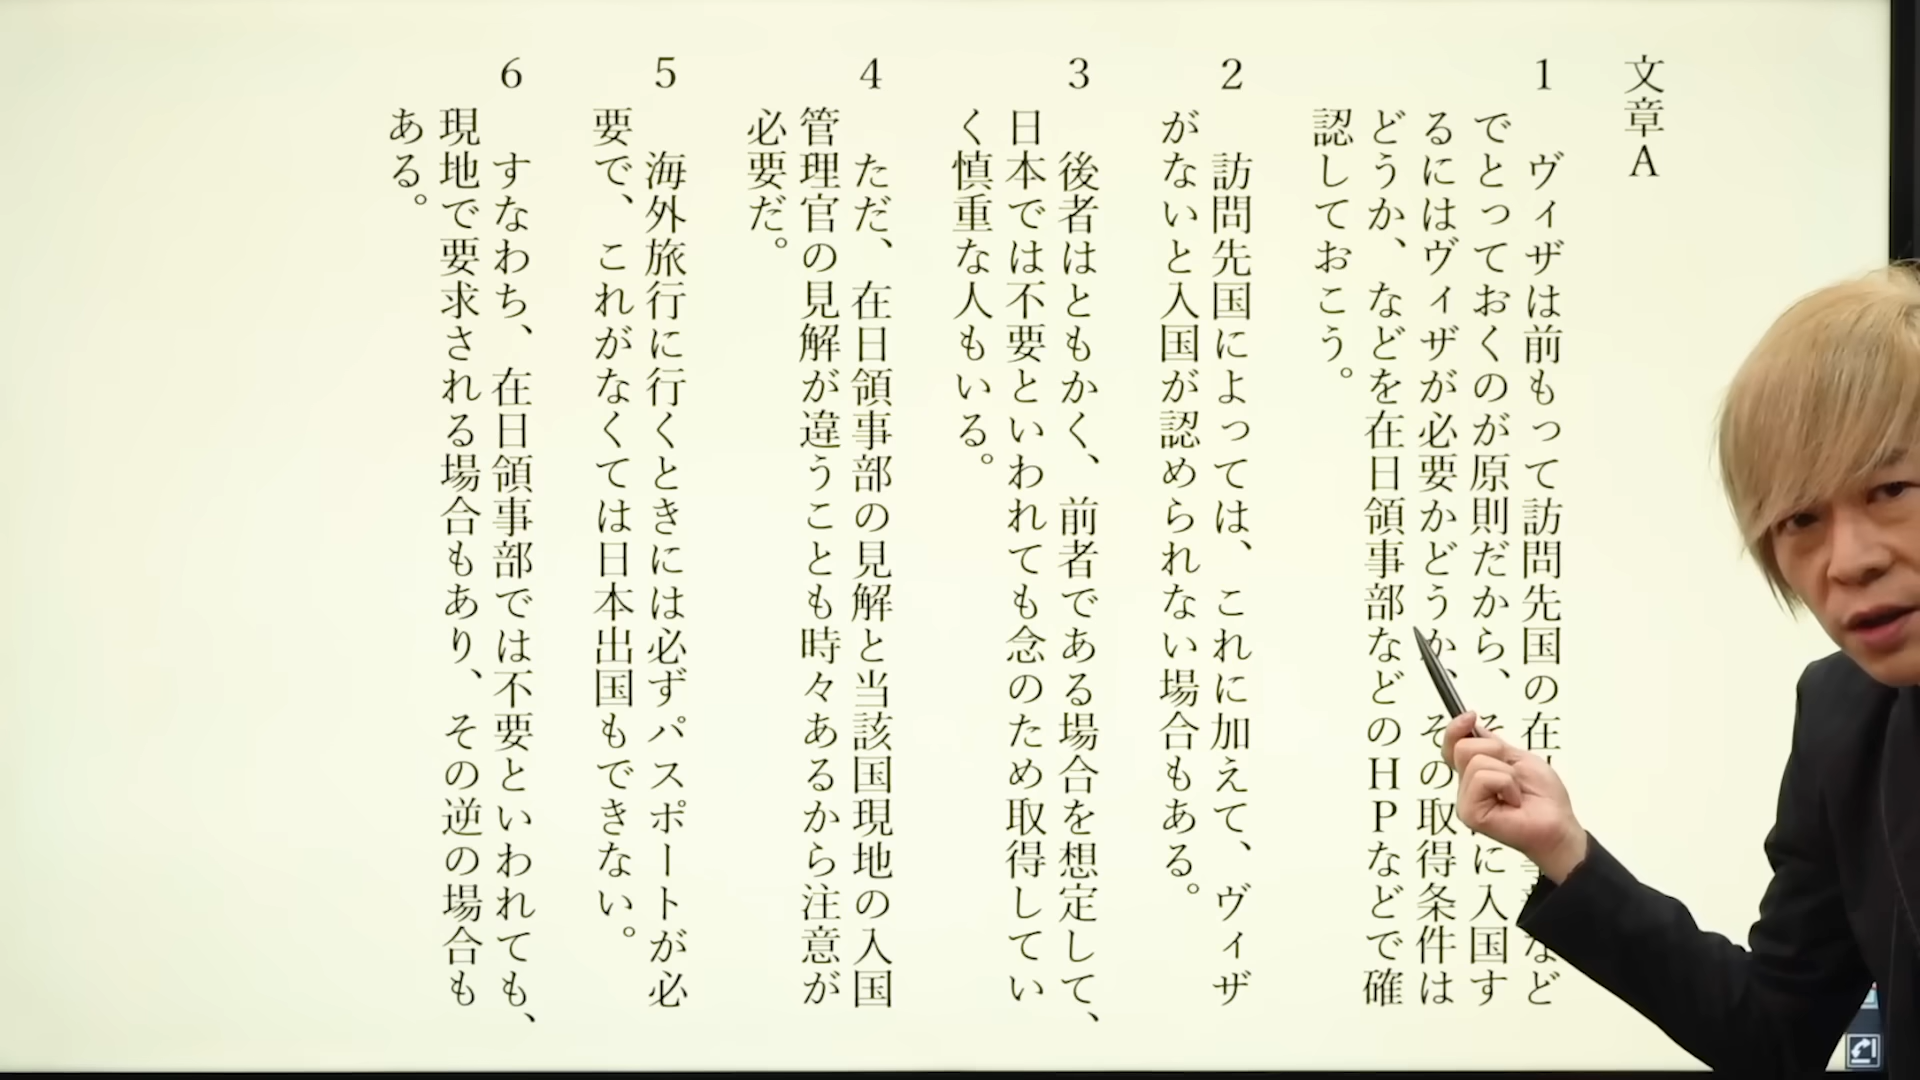 文章A
1
ヴィザは前もって訪問先国の在など
でとっておくのが原則だから、に入国す
るにはヴィザが必要かどうか、その取得条件は
どうか、などを在日領事部などのHPなどで確
認しておこう。
2
訪問先国によっては、これに加えて、ヴィザ
がないと入国が認められない場合もある。
3
後者はともかく、前者である場合を想定して、
日本では不要といわれても念のため取得してい
く慎重な人もいる。
4
ただ、在日領事部の見解と当該国現地の入国
管理官の見解が違うことも時々あるから注意が
必要だ。
5
海外旅行に行くときには必ずパスポートが必
要で、これがなくては日本出国もできない。
6
すなわち、在日領事部では不要といわれても、
現地で要求される場合もあり、その逆の場合も
ある。